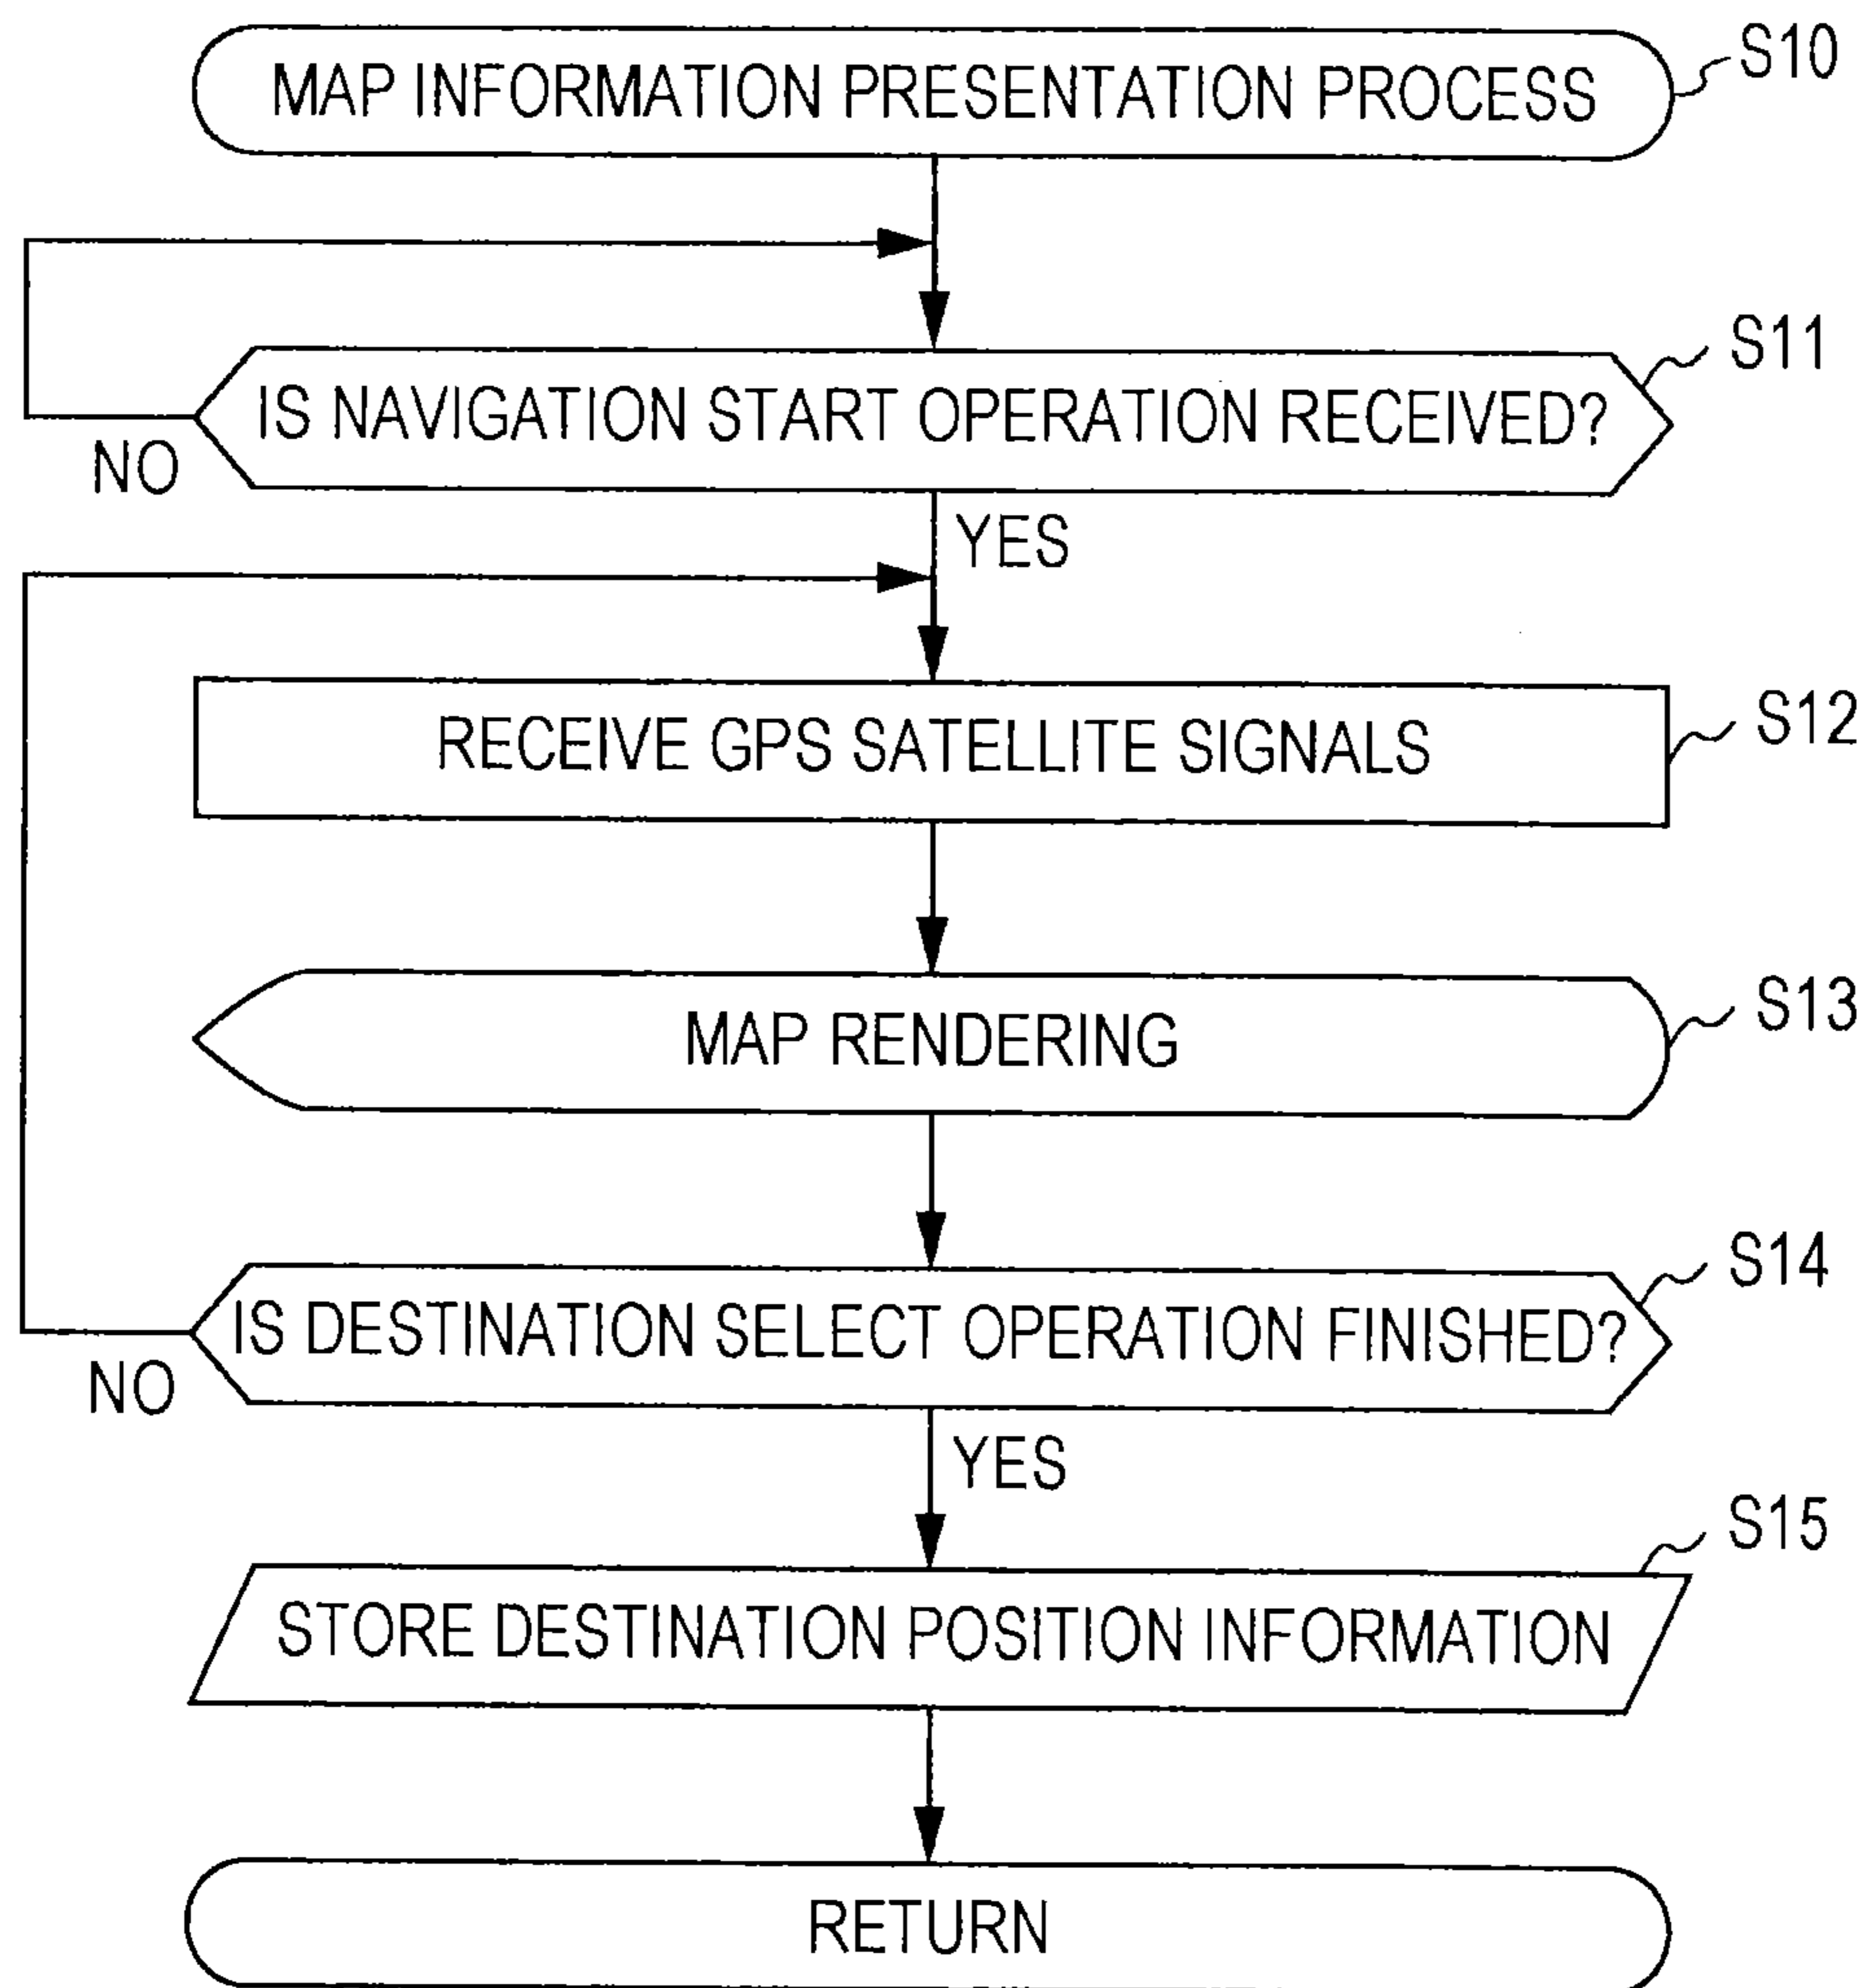 MAP INFORMATION PRESENTATION PROCESS
S10
IS NAVIGATION START OPERATION RECEIVED?
S11
NO
YES
RECEIVE GPS SATELLITE SIGNALS
S12
MAP RENDERING
S13
IS DESTINATION SELECT OPERATION FINISHED?
S14
NO
YES
STORE DESTINATION POSITION INFORMATION
S15
RETURN